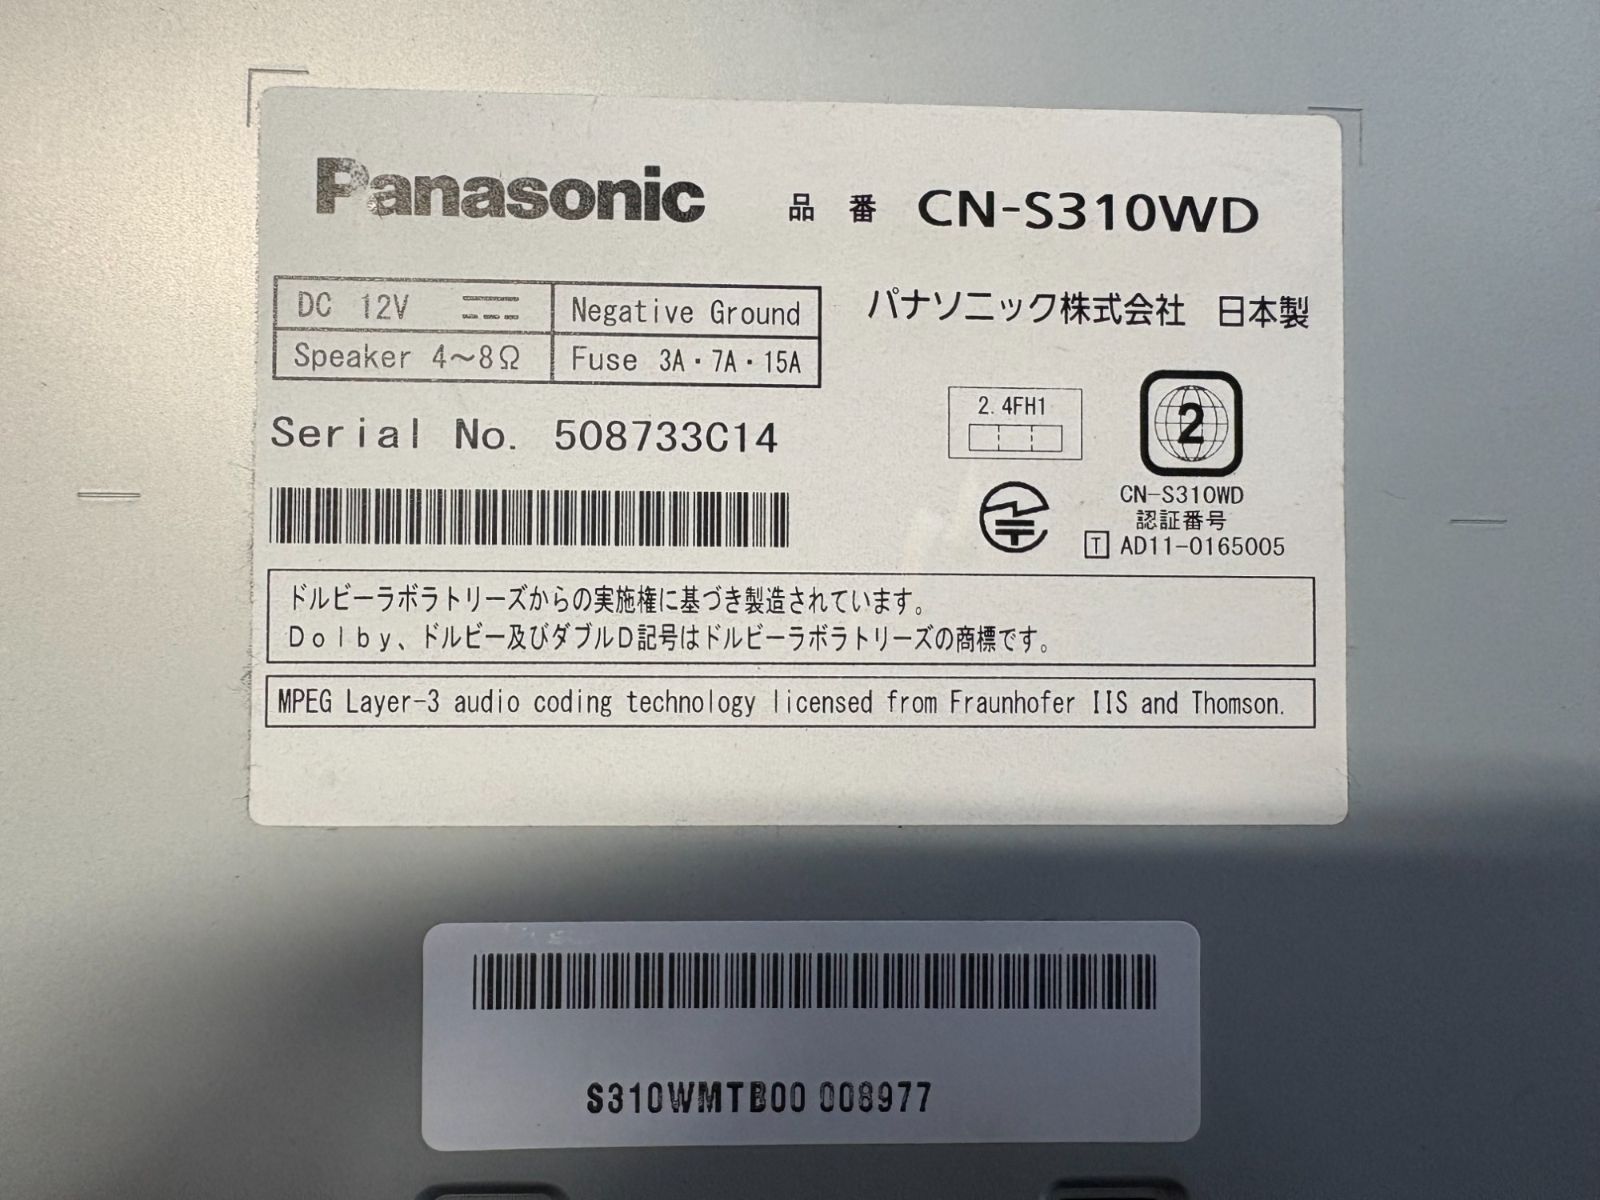 Panasonic 品番 CN-S310WD
DC 12V Negative Ground
Speaker 4～8Ω Fuse 3A・7A・15A
パナソニック株式会社 日本製
2.4FH1
2
Serial No. 508733C14
CN-S310WD
認証番号
T AD11-0165005
ドルビーラボラトリーズからの実施権に基づき製造されています。
Dolby、ドルビー及びダブルD記号はドルビーラボラトリーズの商標です。
MPEG Layer-3 audio coding technology licensed from Fraunhofer IIS and Thomson.
S310WMTB00 008977